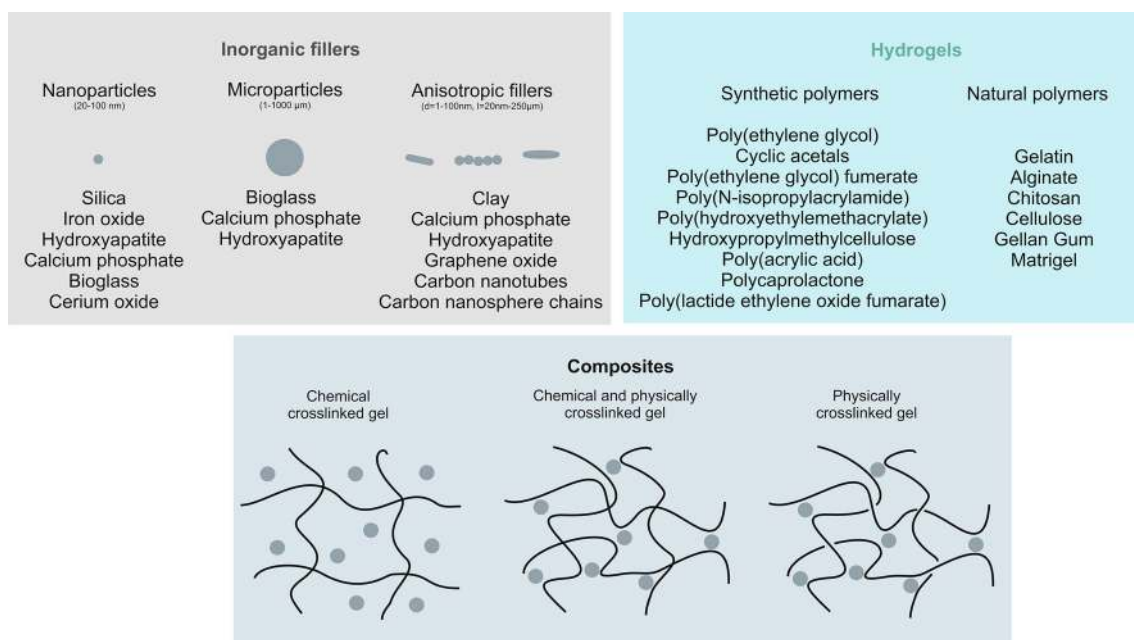 Inorganic fillers
Nanoparticles
(20-100 nm)
Silica
Iron oxide
Hydroxyapatite
Calcium phosphate
Bioglass
Cerium oxide
Microparticles
(1-1000 μm)
Bioglass
Calcium phosphate
Hydroxyapatite
Anisotropic fillers
(d=1-100nm, l=20nm-250μm)
Clay
Calcium phosphate
Hydroxyapatite
Graphene oxide
Carbon nanotubes
Carbon nanosphere chains
Hydrogels
Synthetic polymers
Poly(ethylene glycol)
Cyclic acetals
Poly(ethylene glycol) fumerate
Poly(N-isopropylacrylamide)
Poly(hydroxyethylemethacrylate)
Hydroxypropylmethylcellulose
Poly(acrylic acid)
Polycaprolactone
Poly(lactide ethylene oxide fumarate)
Natural polymers
Gelatin
Alginate
Chitosan
Cellulose
Gellan Gum
Matrigel
Composites
Chemical
crosslinked gel
Chemical and physically
crosslinked gel
Physically
crosslinked gel